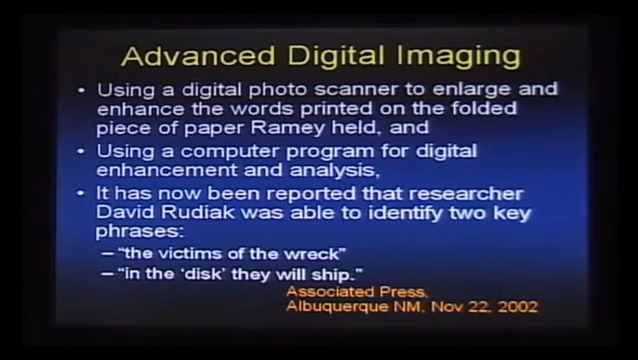 Advanced Digital Imaging
• Using a digital photo scanner to enlarge and
enhance the words printed on the folded
piece of paper Ramey held, and
• Using a computer program for digital
enhancement and analysis,
• It has now been reported that researcher
David Rudiak was able to identify two key
phrases:
– "the victims of the wreck"
– "in the 'disk' they will ship."
Associated Press,
Albuquerque NM, Nov 22, 2002